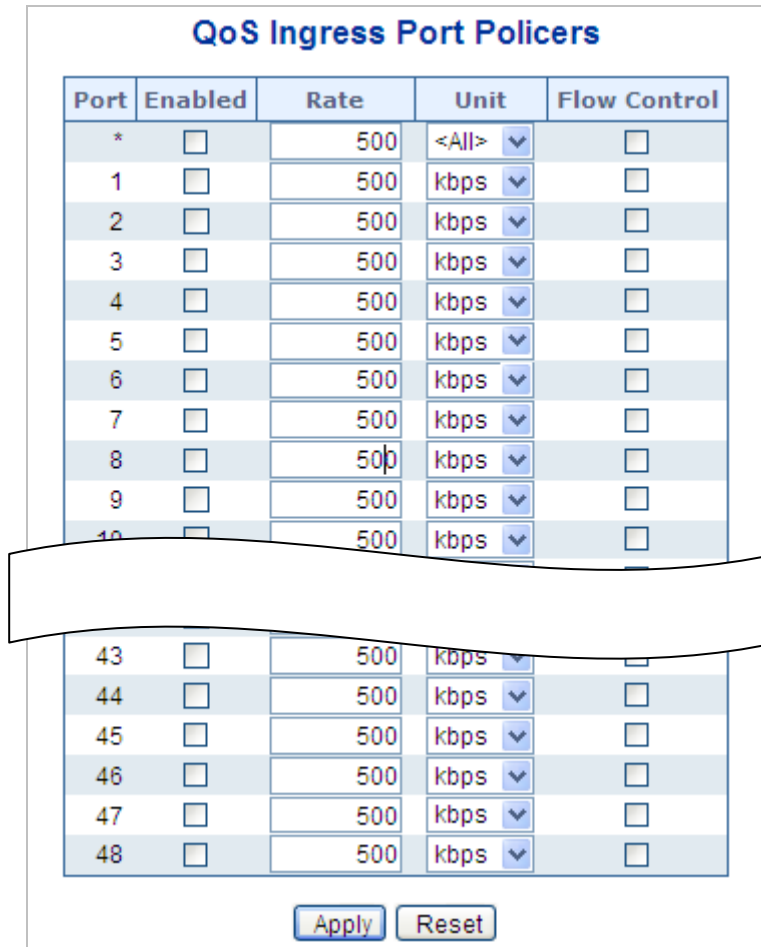 QoS Ingress Port Policers
Port Enabled Rate Unit Flow Control
* 500 <All>
1 500 kbps
2 500 kbps
3 500 kbps
4 500 kbps
5 500 kbps
6 500 kbps
7 500 kbps
8 500 kbps
9 500 kbps
10 500 kbps
43 500 kbps
44 500 kbps
45 500 kbps
46 500 kbps
47 500 kbps
48 500 kbps
Apply Reset